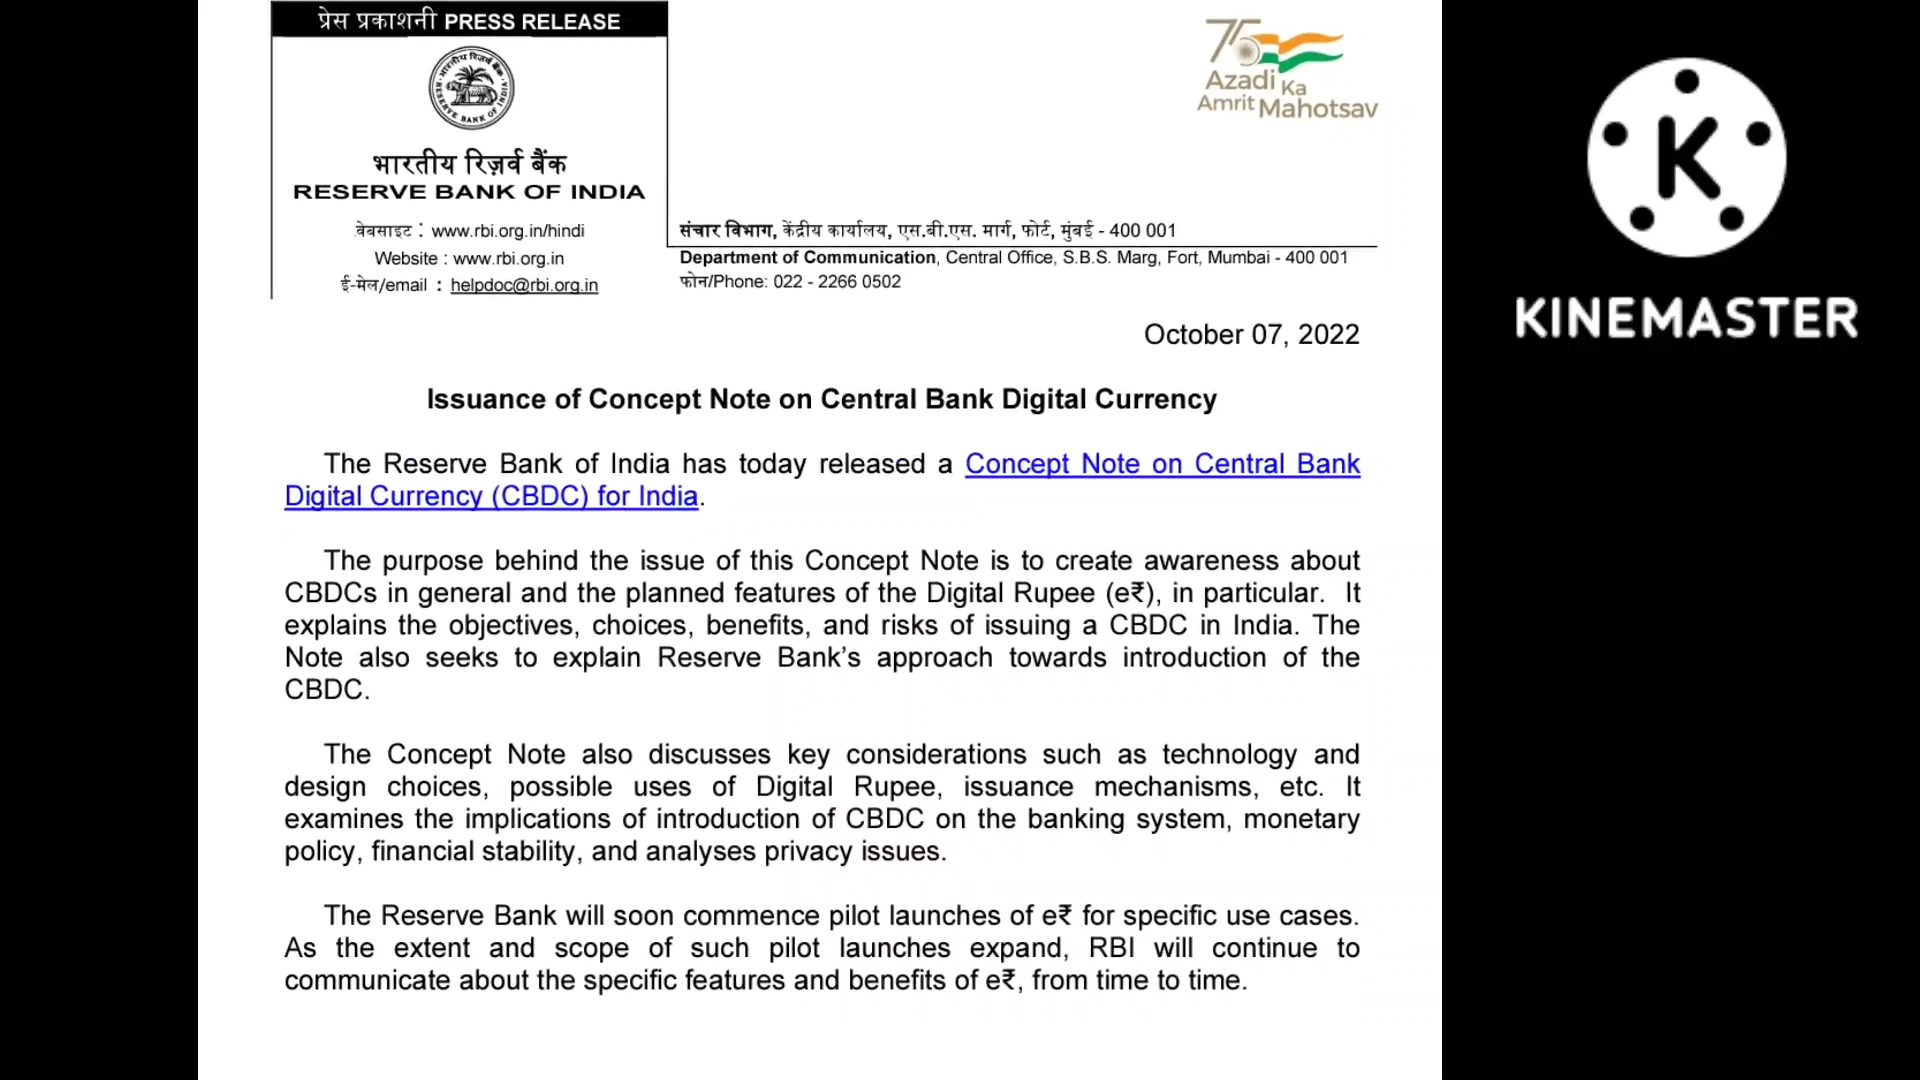 प्रेस प्रकाशनी PRESS RELEASE
भारतीय रिज़र्व बैंक
RESERVE BANK OF INDIA
वेबसाइट : www.rbi.org.in/hindi
Website : www.rbi.org.in
ई-मेल/email : helpdoc@rbi.org.in
75
Azadi Ka
Amrit Mahotsav
संचार विभाग, केंद्रीय कार्यालय, एस.बी.एस. मार्ग, फोर्ट, मुंबई - 400 001
Department of Communication, Central Office, S.B.S. Marg, Fort, Mumbai - 400 001
फोन/Phone: 022 - 2266 0502
October 07, 2022
Issuance of Concept Note on Central Bank Digital Currency
The Reserve Bank of India has today released a Concept Note on Central Bank
Digital Currency (CBDC) for India.
The purpose behind the issue of this Concept Note is to create awareness about
CBDCs in general and the planned features of the Digital Rupee (e₹), in particular. It
explains the objectives, choices, benefits, and risks of issuing a CBDC in India. The
Note also seeks to explain Reserve Bank’s approach towards introduction of the
CBDC.
The Concept Note also discusses key considerations such as technology and
design choices, possible uses of Digital Rupee, issuance mechanisms, etc. It
examines the implications of introduction of CBDC on the banking system, monetary
policy, financial stability, and analyses privacy issues.
The Reserve Bank will soon commence pilot launches of e₹ for specific use cases.
As the extent and scope of such pilot launches expand, RBI will continue to
communicate about the specific features and benefits of e₹, from time to time.
K
KINEMASTER